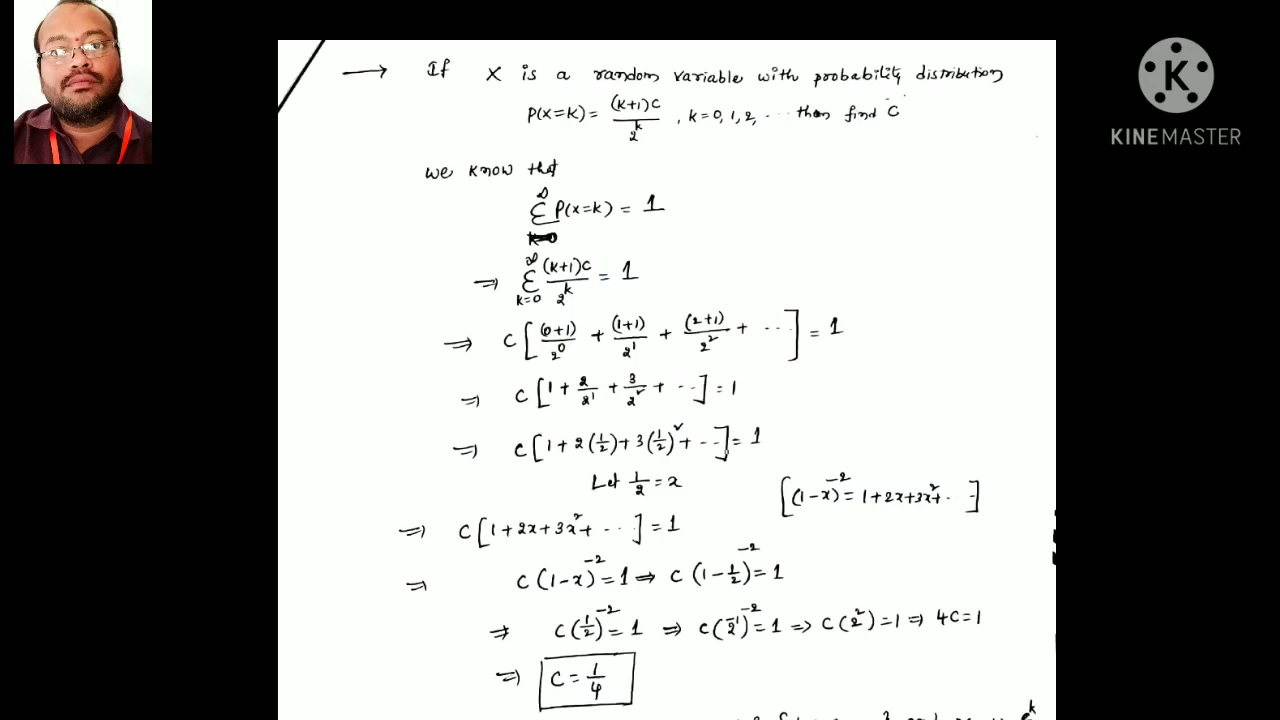 → If X is a random variable with probability distribution
P(X=k) = (k+1)C / 2^k , k=0, 1, 2, ... then find C
K
KINEMASTER
We know that
∞ Σ P(X=k) = 1
⇒ ∞ Σ k=0 (k+1)C / 2^k = 1
⇒ C[(0+1)/2^0 + (1+1)/2^1 + (2+1)/2^2 + ...] = 1
⇒ C[1 + 2/2^1 + 3/2^2 + ...] = 1
⇒ C[1 + 2(1/2) + 3(1/2)^2 + ...] = 1
Let 1/2 = x
[(1-x)^-2 = 1+2x+3x^2+ ...]
⇒ C[1+2x+3x^2+ ...] = 1
⇒ C(1-x)^-2 = 1 ⇒ C(1-1/2)^-2 = 1
⇒ C(1/2)^-2 = 1 ⇒ C(2^-1)^-2 = 1 ⇒ C(2^2) = 1 ⇒ 4C = 1
⇒ C = 1/4